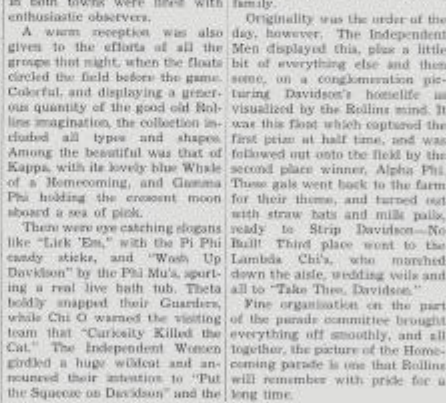 in both towns were lined with
enthusiastic observers.
A warm reception was also
given to the efforts of all the
groups that night, when the floats
circled the field before the game.
Colorful, and displaying a gener-
ous quantity of the good old Rol-
lins imagination, the collection in-
cluded all types and shapes.
Among the beautiful was that of
Kappa, with its lovely blue Whale
of a Homecoming, and Gamma
Phi holding the crescent moon
aboard a sea of pink.
There were eye catching slogans
like "Lick 'Em," with the Pi Phi
candy sticks, and "Wash Up
Davidson" by the Phi Mu's, sport-
ing a real live bath tub. Theta
boldly snapped their Guarders,
while Chi O warned the visiting
team that "Curiosity Killed the
Cat." The Independent Women
girdled a huge wildcat and an-
nounced their intention to "Put
the Squeeze on Davidson" and the
family.
Originality was the order of the
day, however. The Independent
Men displayed this, plus a little
bit of everything else and then
some, on a conglomeration pic-
turing Davidson's homelife as
visualized by the Rollins mind. It
was this float which captured the
first prize at half time, and was
followed out onto the field by the
second place winner, Alpha Phi.
These gals went back to the farm
for their theme, and turned out
with straw hats and milk pails
ready to Strip Davidson—No
Bull! Third place went to the
Lambda Chi's, who marched
down the aisle, wedding veils and
all to "Take Thee, Davidson."
Fine organization on the part
of the parade committee brought
everything off smoothly, and all
together, the picture of the Home-
coming parade is one that Rollins
will remember with pride for a
long time.